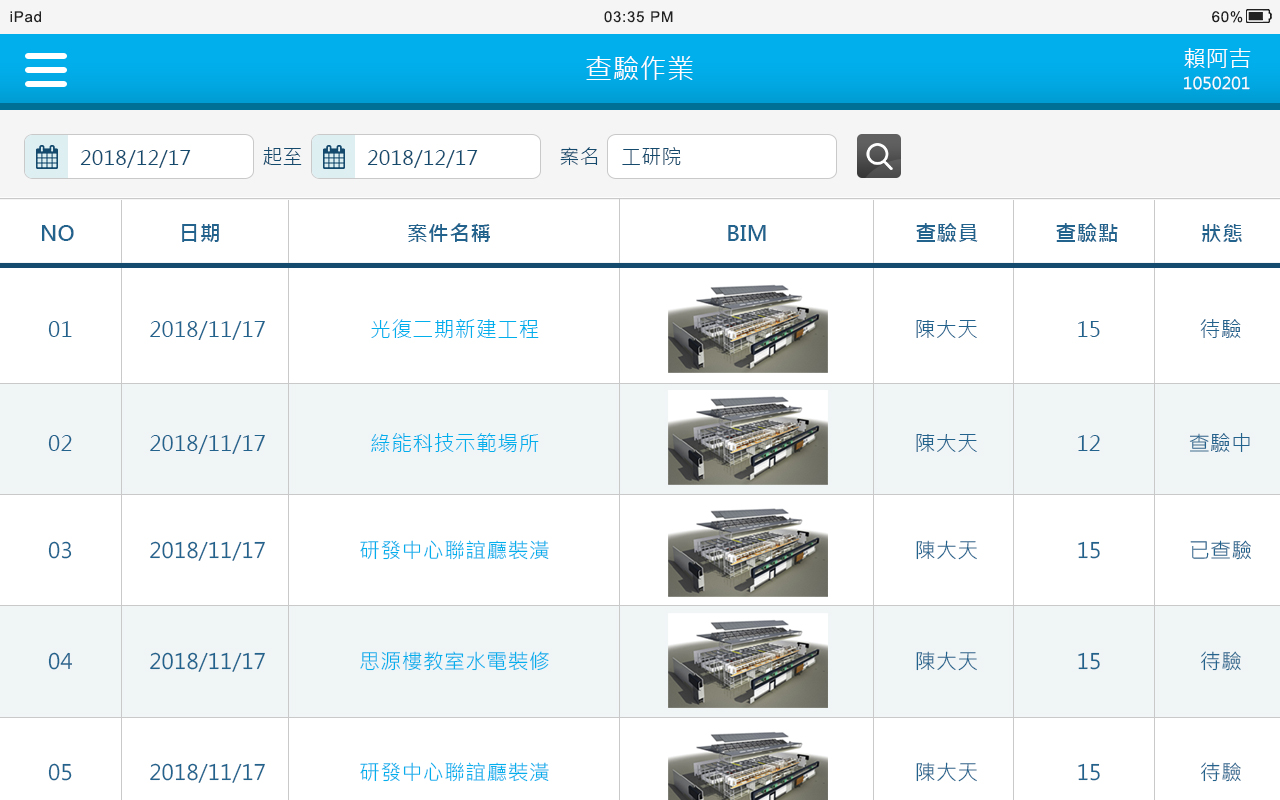 iPad 03:35 PM 60%
查驗作業 賴阿吉
1050201
2018/12/17 起至 2018/12/17 案名 工研院
NO 日期 案件名稱 BIM 查驗員 查驗點 狀態
01 2018/11/17 光復二期新建工程 陳大天 15 待驗
02 2018/11/17 綠能科技示範場所 陳大天 12 查驗中
03 2018/11/17 研發中心聯誼廳裝潢 陳大天 15 已查驗
04 2018/11/17 思源樓教室水電裝修 陳大天 15 待驗
05 2018/11/17 研發中心聯誼廳裝潢 陳大天 15 待驗